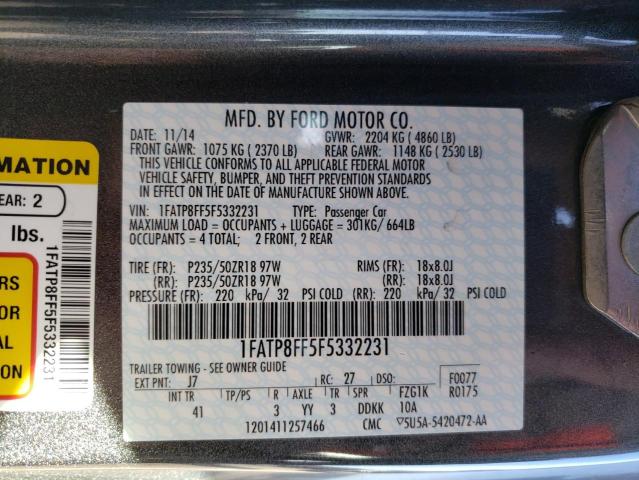 MFD. BY FORD MOTOR CO.
DATE: 11/14 GVWR: 2204 KG ( 4860 LB)
FRONT GAWR: 1075 KG ( 2370 LB) REAR GAWR: 1148 KG ( 2530 LB)
THIS VEHICLE CONFORMS TO ALL APPLICABLE FEDERAL MOTOR
VEHICLE SAFETY, BUMPER, AND THEFT PREVENTION STANDARDS
IN EFFECT ON THE DATE OF MANUFACTURE SHOWN ABOVE.
VIN: 1FATP8FF5F5332231 TYPE: Passenger Car
MAXIMUM LOAD = OCCUPANTS + LUGGAGE = 301KG/ 664LB
OCCUPANTS = 4 TOTAL; 2 FRONT, 2 REAR
TIRE (FR): P235/50ZR18 97W RIMS (FR): 18x8.0J
(RR): P235/50ZR18 97W (RR): 18x8.0J
PRESSURE (FR): 220 kPa/ 32 PSI COLD (RR): 220 kPa/ 32 PSI COLD
1FATP8FF5F5332231
TRAILER TOWING - SEE OWNER GUIDE
EXT PNT: J7 RC: 27 DSO: F0077
INT TR TP/PS R AXLE TR SPR FZG1K R0175
41 3 YY 3 DDKK 10A
1201411257466 CMC 5U5A-5420472-AA
RMATION
EAR: 2
lbs.
ERS
OR
AL
ION
1FATP8FF5F5332231